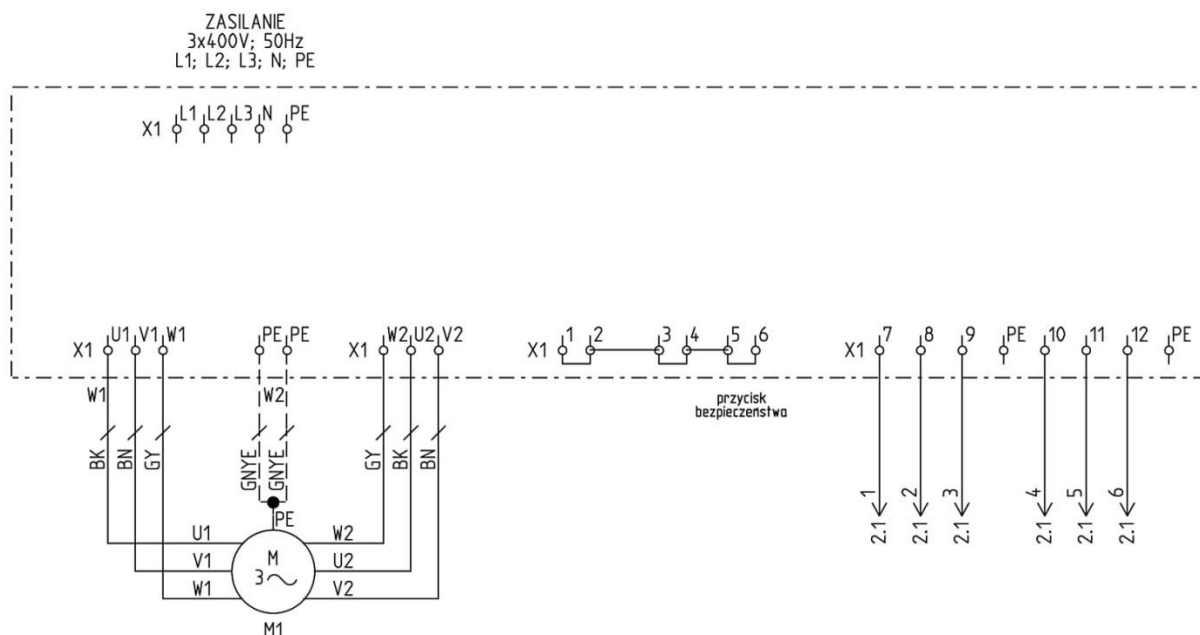 ZASILANIE
3x400V; 50Hz
L1; L2; L3; N; PE
X1 L1 L2 L3 N PE
X1 U1 V1 W1 PE PE X1 W2 U2 V2 X1 1 2 3 4 5 6 X1 7 8 9 PE 10 11 12 PE
W1 W2
przycisk
bezpieczeństwa
BK BN GY GNYE GNYE GY BK BN
1 2 3 4 5 6
2.1 2.1 2.1 2.1 2.1 2.1
PE
U1 W2
M
V1 U2
3
W1 V2
M1